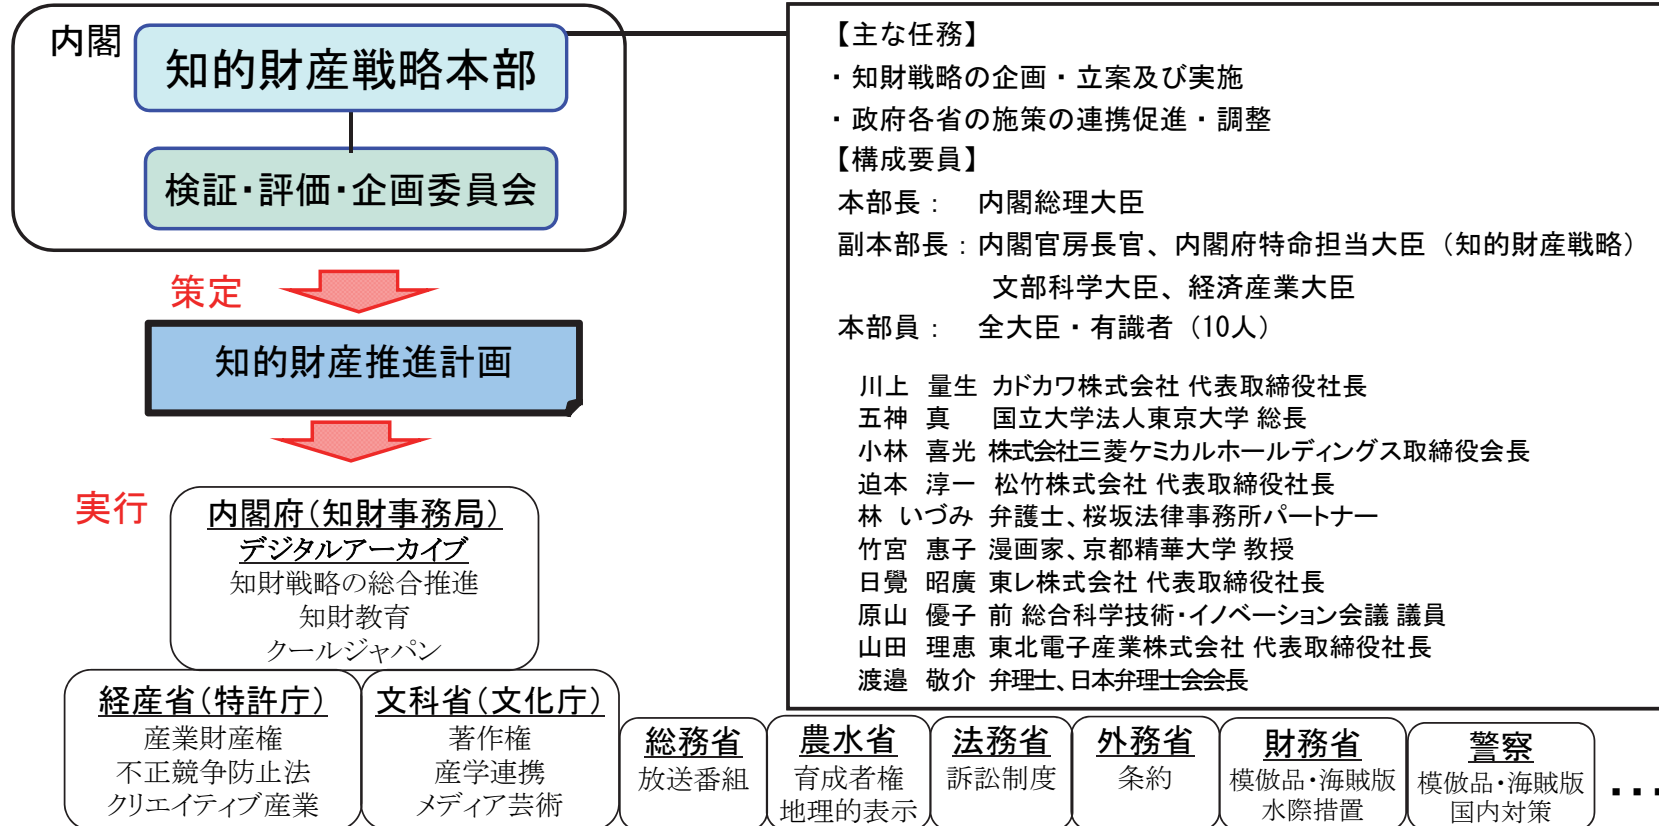 内閣
知的財産戦略本部
検証・評価・企画委員会
策定
知的財産推進計画
実行
内閣府(知財事務局)
デジタルアーカイブ
知財戦略の総合推進
知財教育
クールジャパン
経産省(特許庁)
産業財産権
不正競争防止法
クリエイティブ産業
文科省(文化庁)
著作権
産学連携
メディア芸術
総務省
放送番組
農水省
育成者権
地理的表示
法務省
訴訟制度
外務省
条約
財務省
模倣品・海賊版
水際措置
警察
模倣品・海賊版
国内対策
・・・
【主な任務】
・知財戦略の企画・立案及び実施
・政府各省の施策の連携促進・調整
【構成要員】
本部長： 内閣総理大臣
副本部長：内閣官房長官、内閣府特命担当大臣（知的財産戦略）
文部科学大臣、経済産業大臣
本部員： 全大臣・有識者（10人）
川上 量生 カドカワ株式会社 代表取締役社長
五神 真 国立大学法人東京大学 総長
小林 喜光 株式会社三菱ケミカルホールディングス取締役会長
迫本 淳一 松竹株式会社 代表取締役社長
林 いづみ 弁護士、桜坂法律事務所パートナー
竹宮 惠子 漫画家、京都精華大学 教授
日覺 昭廣 東レ株式会社 代表取締役社長
原山 優子 前 総合科学技術・イノベーション会議 議員
山田 理恵 東北電子産業株式会社 代表取締役社長
渡邉 敬介 弁理士、日本弁理士会会長